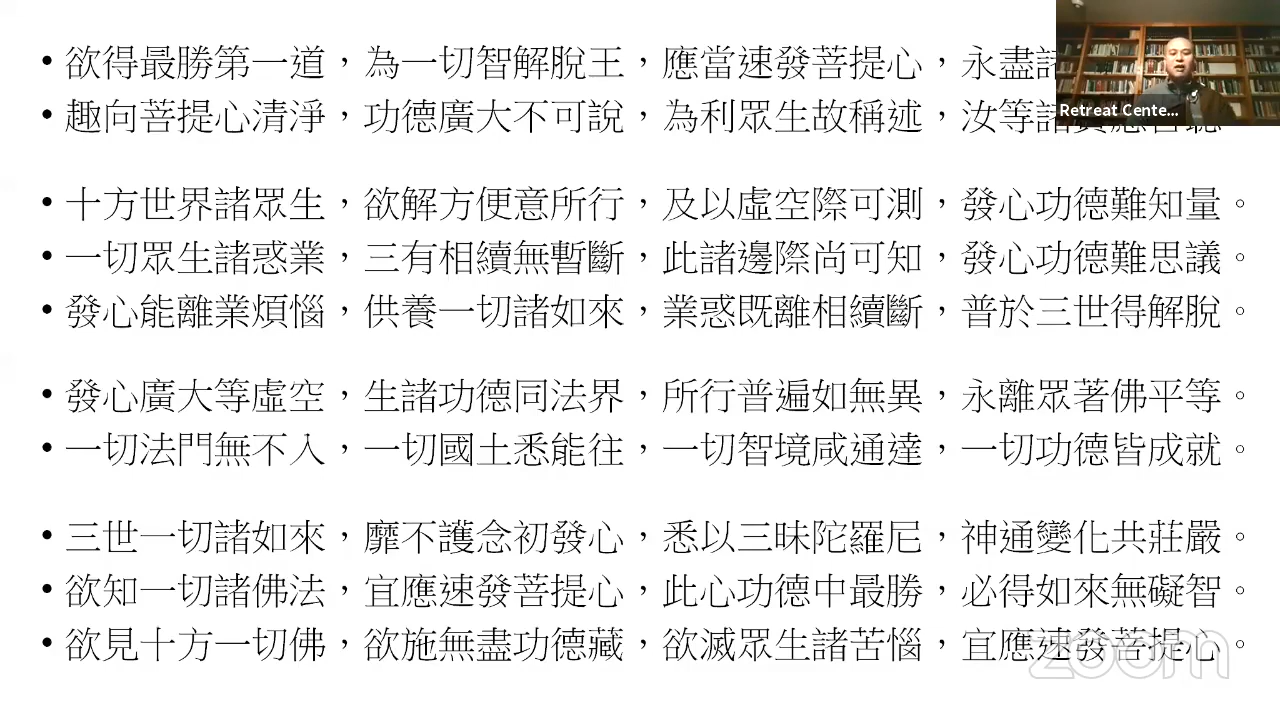 • 欲得最勝第一道，為一切智解脫王，應當速發菩提心，永盡
• 趣向菩提心清淨，功德廣大不可說，為利眾生故稱述，汝等
Retreat Cente...
• 十方世界諸眾生，欲解方便意所行，及以虛空際可測，發心功德難知量。
• 一切眾生諸惑業，三有相續無暫斷，此諸邊際尚可知，發心功德難思議。
• 發心能離業煩惱，供養一切諸如來，業惑既離相續斷，普於三世得解脫。
• 發心廣大等虛空，生諸功德同法界，所行普遍如無異，永離眾著佛平等。
• 一切法門無不入，一切國土悉能往，一切智境咸通達，一切功德皆成就。
• 三世一切諸如來，靡不護念初發心，悉以三昧陀羅尼，神通變化共莊嚴。
• 欲知一切諸佛法，宜應速發菩提心，此心功德中最勝，必得如來無礙智。
• 欲見十方一切佛，欲施無盡功德藏，欲滅眾生諸苦惱，宜應速發菩提心。
zoom